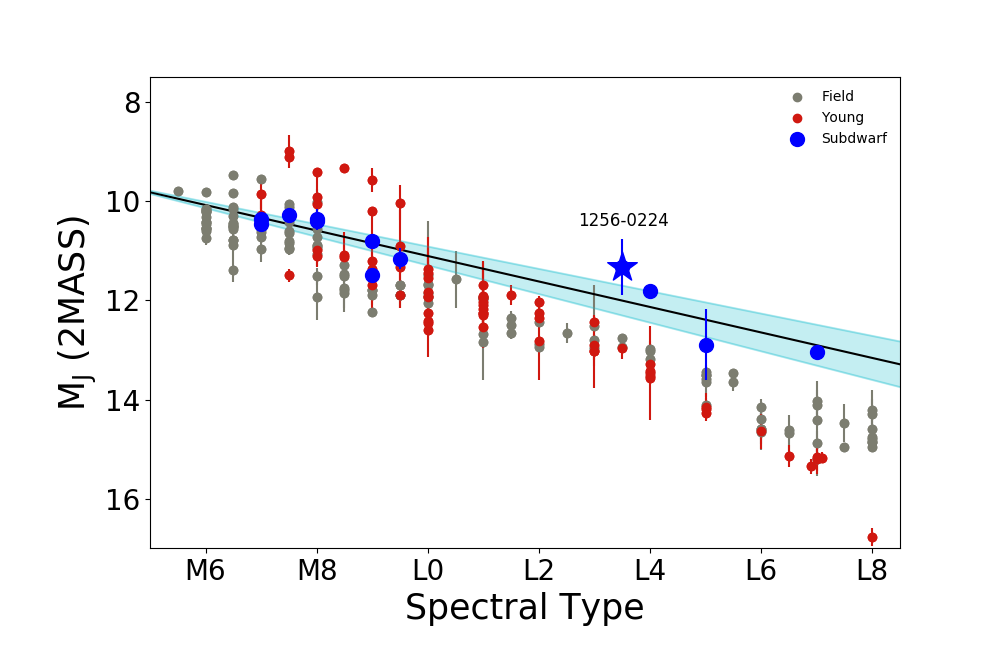 8
10
12
14
16
M_J (2MASS)
Field
Young
Subdwarf
1256-0224
M6 M8 L0 L2 L4 L6 L8
Spectral Type